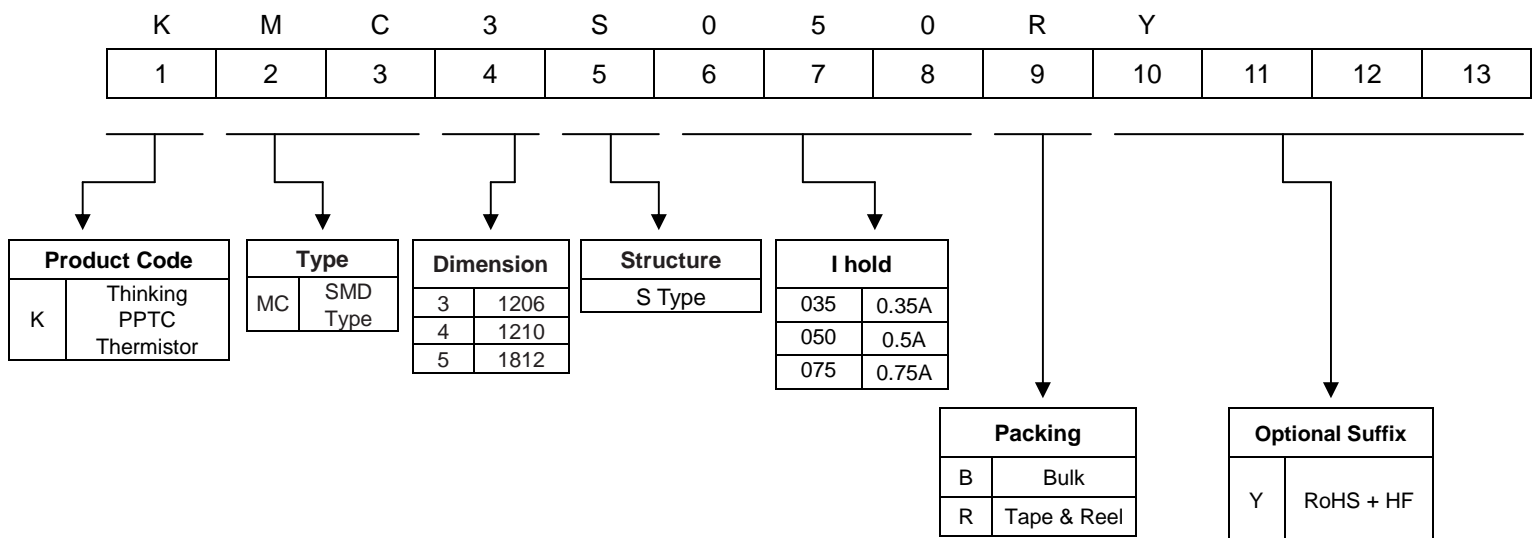 K M C 3 S 0 5 0 R Y
1 2 3 4 5 6 7 8 9 10 11 12 13
Product Code
K Thinking
PPTC
Thermistor
Type
MC SMD
Type
Dimension
3 1206
4 1210
5 1812
Structure
S Type
I hold
035 0.35A
050 0.5A
075 0.75A
Packing
B Bulk
R Tape & Reel
Optional Suffix
Y RoHS + HF